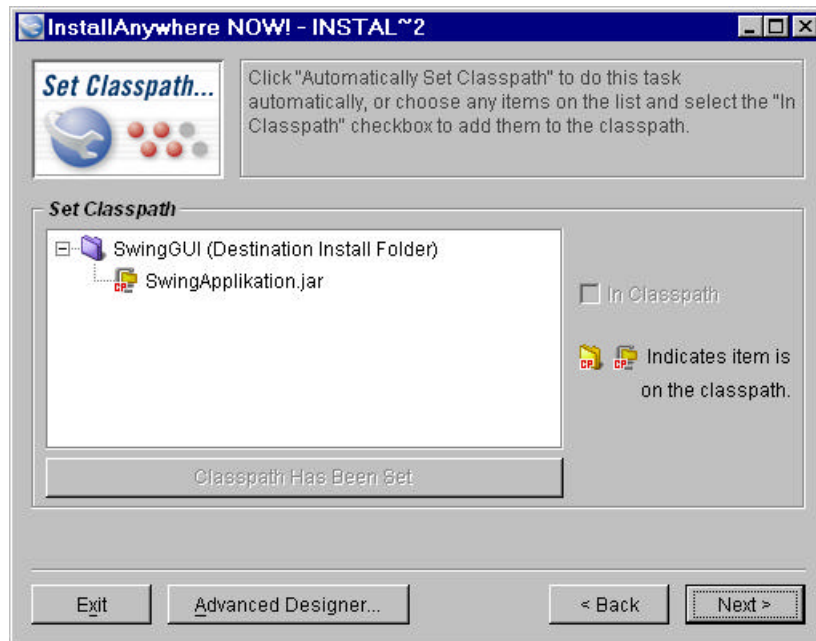 InstallAnywhere NOW! - INSTAL~2
Set Classpath...
Click "Automatically Set Classpath" to do this task
automatically, or choose any items on the list and select the "In
Classpath" checkbox to add them to the classpath.
Set Classpath
SwingGUI (Destination Install Folder)
CP SwingApplikation.jar
In Classpath
CP CP Indicates item is
on the classpath.
Classpath Has Been Set
Exit
Advanced Designer...
< Back
Next >